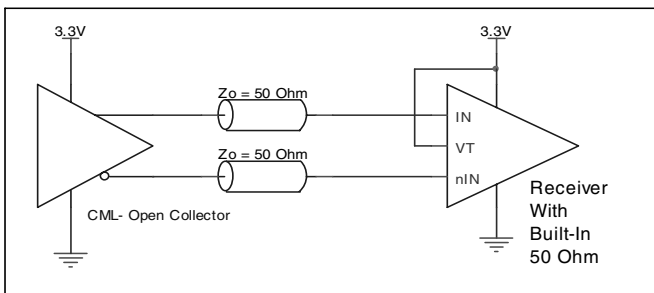 3.3V
3.3V
Zo = 50 Ohm
IN
VT
Zo = 50 Ohm
nIN
CML- Open Collector
Receiver
With
Built-In
50 Ohm